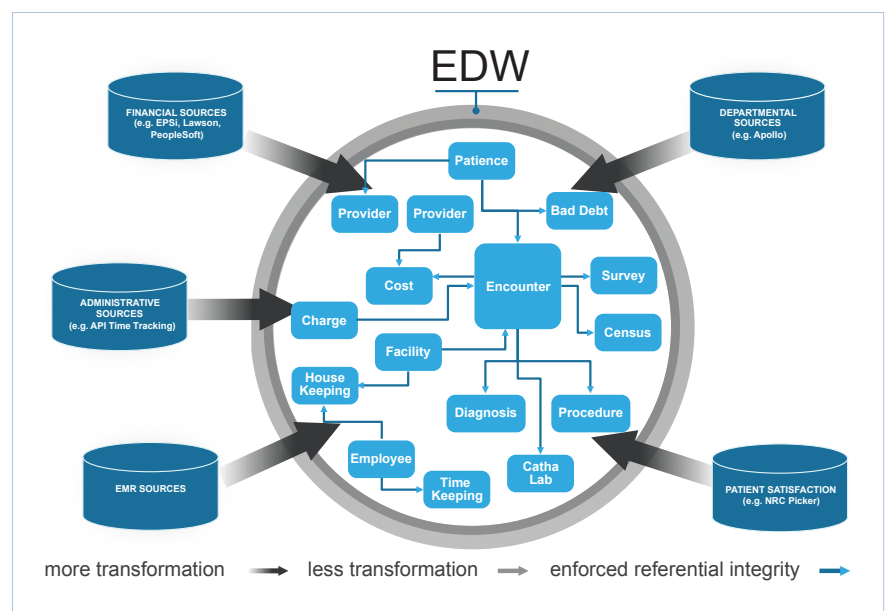 EDW
FINANCIAL SOURCES
(e.g. EPSi, Lawson,
PeopleSoft)
DEPARTMENTAL
SOURCES
(e.g. Apollo)
Patience
Provider
Provider
Bad Debt
Cost
Encounter
Survey
ADMINISTRATIVE
SOURCES
(e.g. API Time Tracking)
Charge
Census
Facility
House
Keeping
Diagnosis
Procedure
Employee
Catha
Lab
Time
Keeping
EMR SOURCES
PATIENT SATISFACTION
(e.g. NRC Picker)
more transformation
less transformation
enforced referential integrity